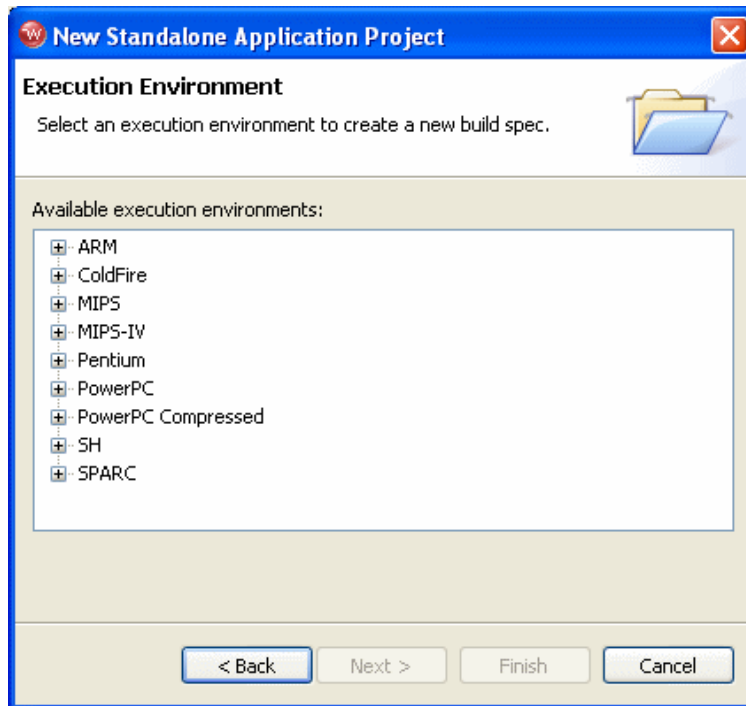 New Standalone Application Project
Execution Environment
Select an execution environment to create a new build spec.
Available execution environments:
ARM
ColdFire
MIPS
MIPS-IV
Pentium
PowerPC
PowerPC Compressed
SH
SPARC
< Back Next > Finish Cancel